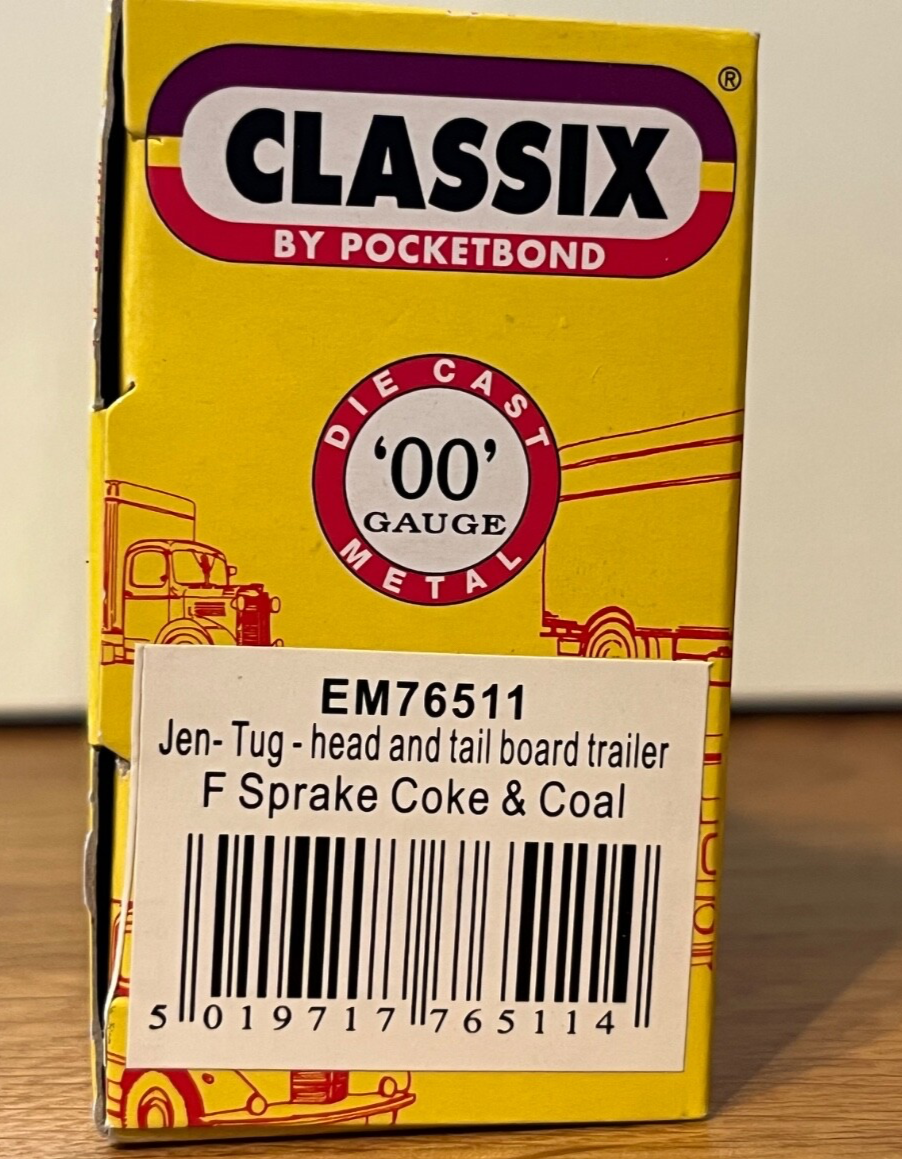 ®
CLASSIX
BY POCKETBOND
DIE CAST
‘00’
GAUGE
METAL
EM76511
Jen- Tug - head and tail board trailer
F Sprake Coke & Coal
5 019717 765114